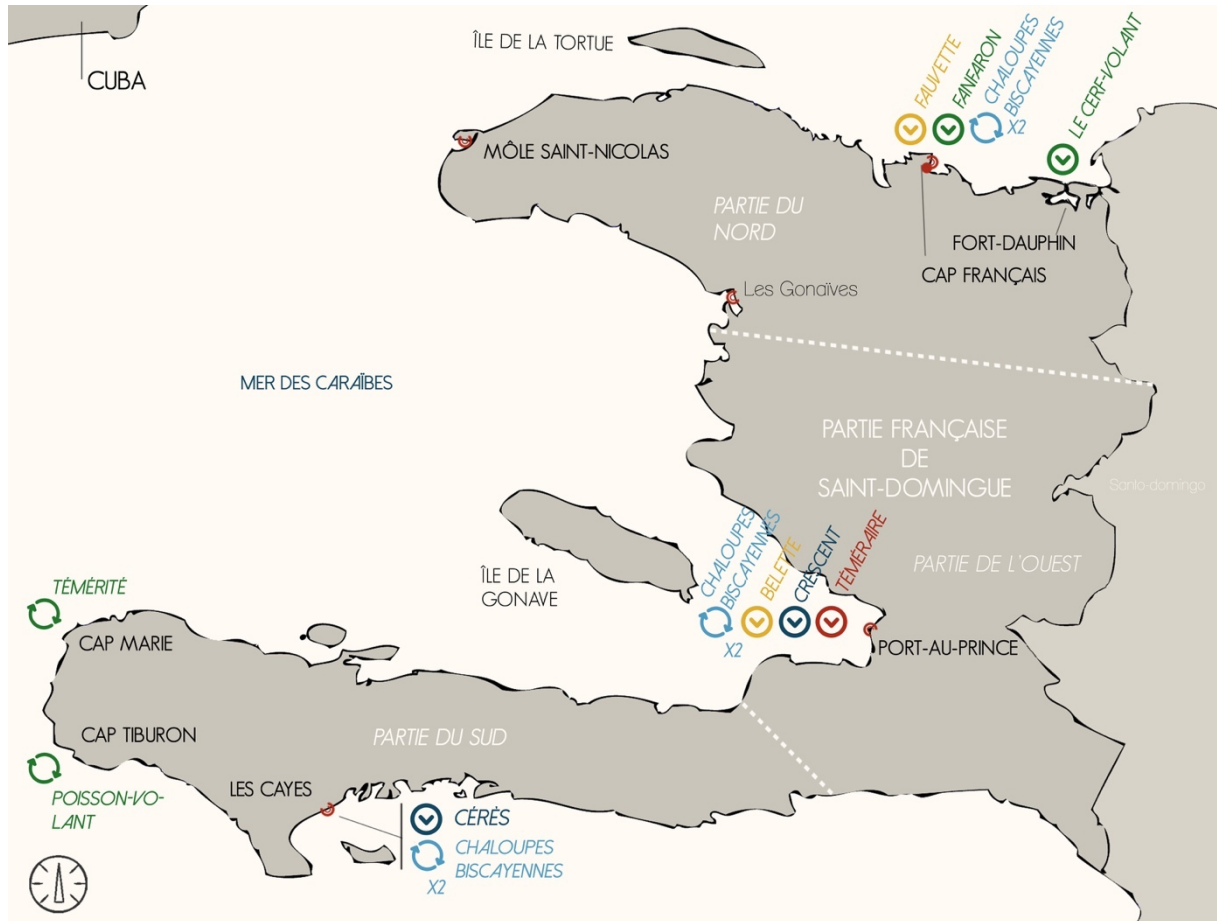 CUBA
ÎLE DE LA TORTUE
FAUVETTE
FANFARON
CHALOUPES
BISCAYENNES
X2
LE CERF-VOLANT
MÔLE SAINT-NICOLAS
PARTIE DU
NORD
FORT-DAUPHIN
CAP FRANÇAIS
Les Gonaïves
MER DES CARAÏBES
PARTIE FRANÇAISE
DE
SAINT-DOMINGUE
Santo domingo
CHALOUPES
BISCAYENNES
X2
BELETTE
CRESCENT
TÉMÉRAIRE
PARTIE DE L'OUEST
ÎLE DE LA
GONAVE
PORT-AU-PRINCE
TÉMÉRITÉ
CAP MARIE
CAP TIBURON
PARTIE DU SUD
POISSON-VO-
LANT
LES CAYES
CÉRÈS
CHALOUPES
BISCAYENNES
X2